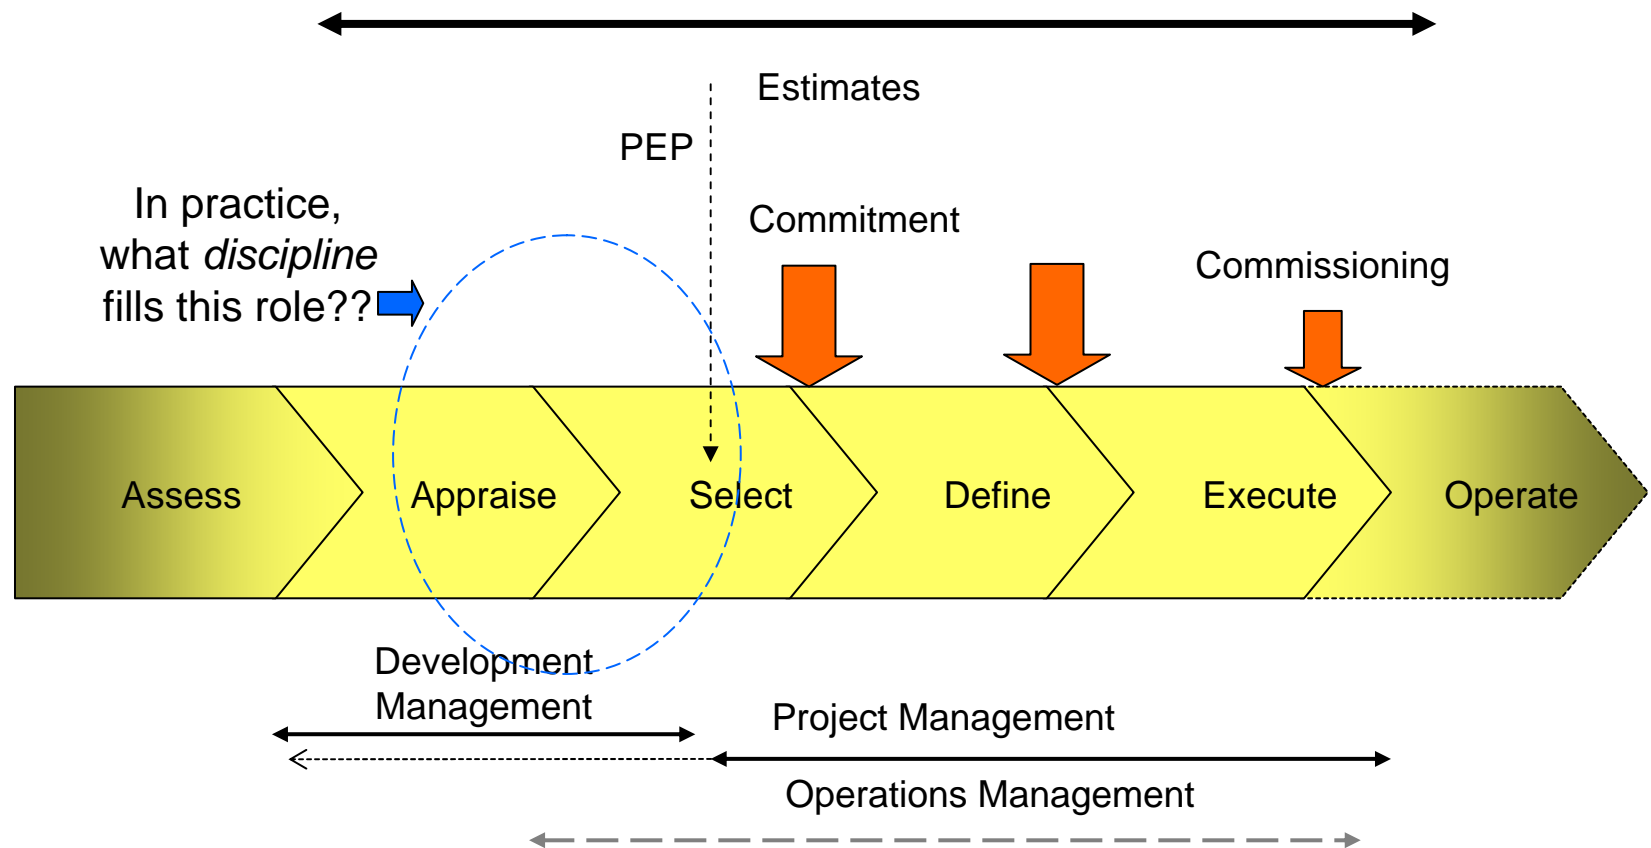 Estimates
PEP
In practice,
what discipline
fills this role??
Commitment
Commissioning
Assess
Appraise
Select
Define
Execute
Operate
Development
Management
Project Management
Operations Management